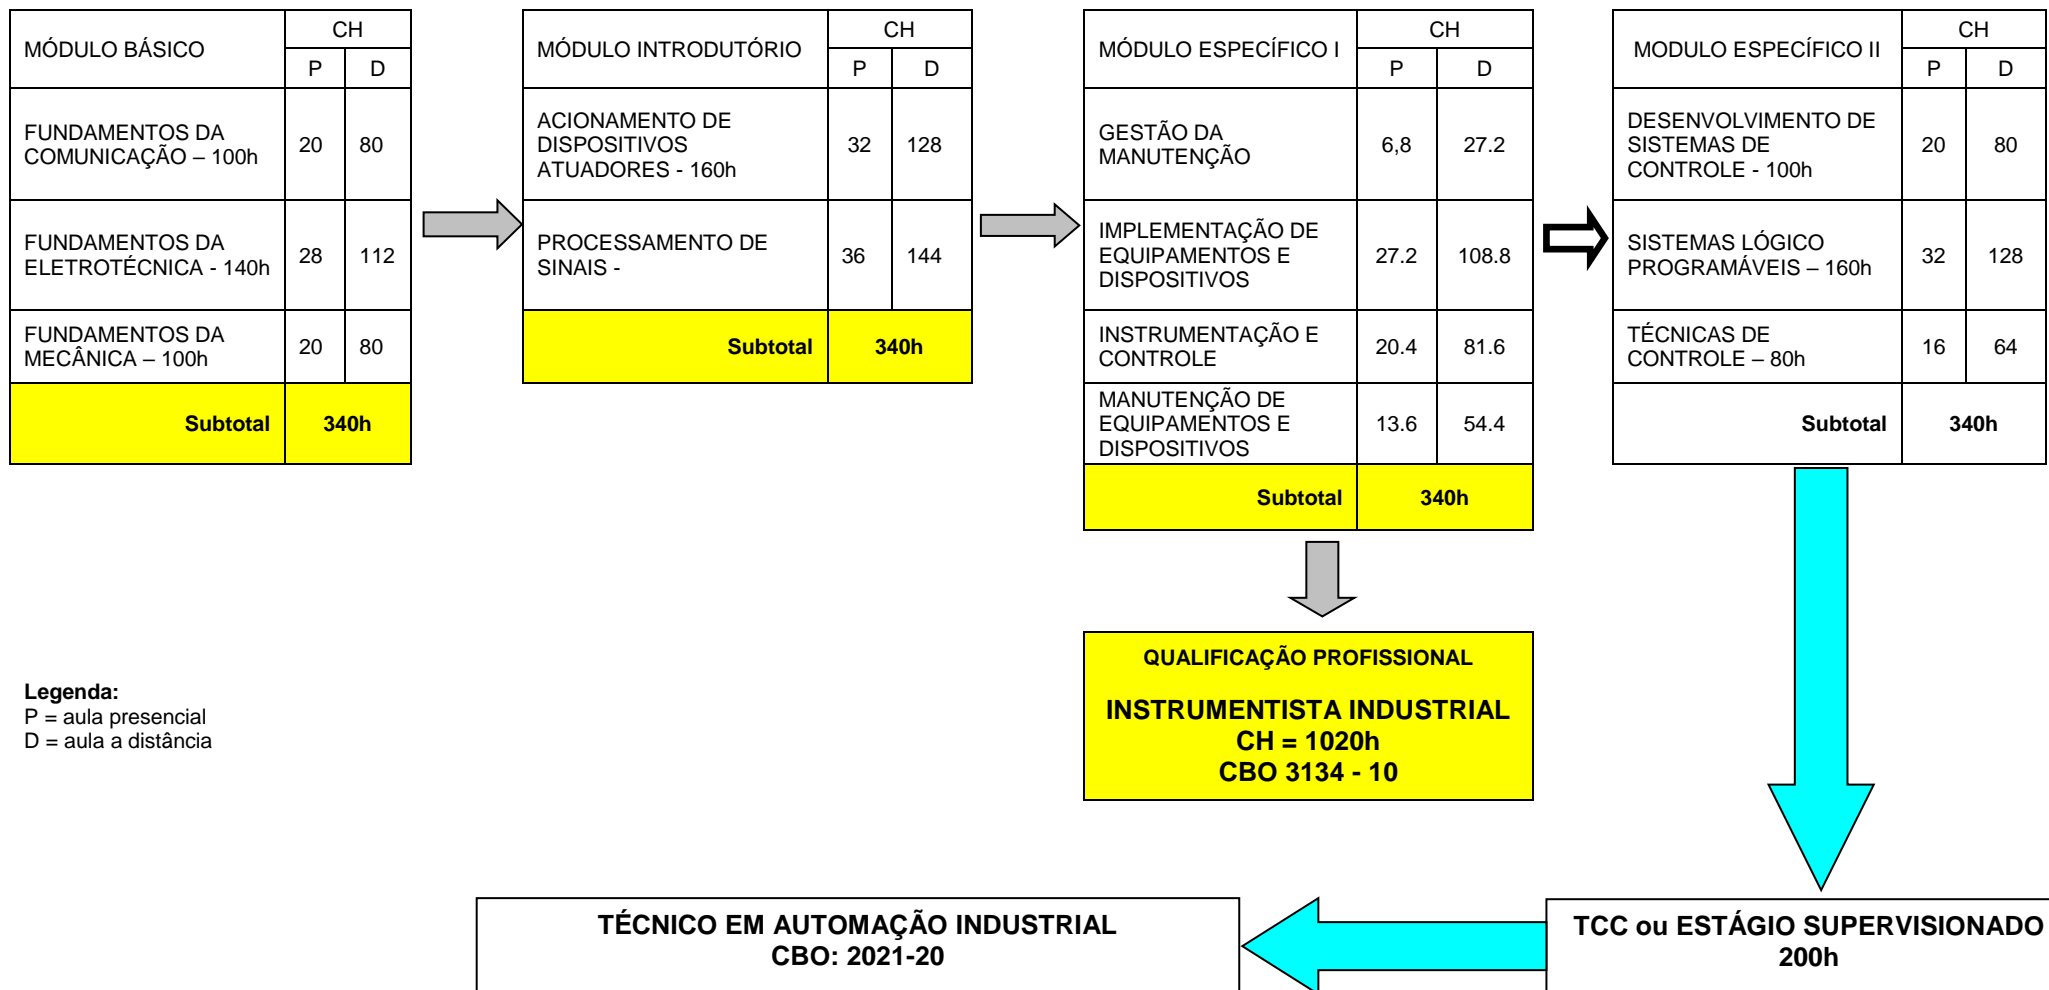 MÓDULO BÁSICO
CH
P
D
FUNDAMENTOS DA
COMUNICAÇÃO – 100h
20
80
FUNDAMENTOS DA
ELETROTÉCNICA - 140h
28
112
FUNDAMENTOS DA
MECÂNICA – 100h
20
80
Subtotal
340h
MÓDULO INTRODUTÓRIO
CH
P
D
ACIONAMENTO DE
DISPOSITIVOS
ATUADORES - 160h
32
128
PROCESSAMENTO DE
SINAIS -
36
144
Subtotal
340h
MÓDULO ESPECÍFICO I
CH
P
D
GESTÃO DA
MANUTENÇÃO
6,8
27.2
IMPLEMENTAÇÃO DE
EQUIPAMENTOS E
DISPOSITIVOS
27.2
108.8
INSTRUMENTAÇÃO E
CONTROLE
20.4
81.6
MANUTENÇÃO DE
EQUIPAMENTOS E
DISPOSITIVOS
13.6
54.4
Subtotal
340h
MODULO ESPECÍFICO II
CH
P
D
DESENVOLVIMENTO DE
SISTEMAS DE
CONTROLE - 100h
20
80
SISTEMAS LÓGICO
PROGRAMÁVEIS – 160h
32
128
TÉCNICAS DE
CONTROLE – 80h
16
64
Subtotal
340h
QUALIFICAÇÃO PROFISSIONAL
INSTRUMENTISTA INDUSTRIAL
CH = 1020h
CBO 3134 - 10
Legenda:
P = aula presencial
D = aula a distância
TÉCNICO EM AUTOMAÇÃO INDUSTRIAL
CBO: 2021-20
TCC ou ESTÁGIO SUPERVISIONADO
200h